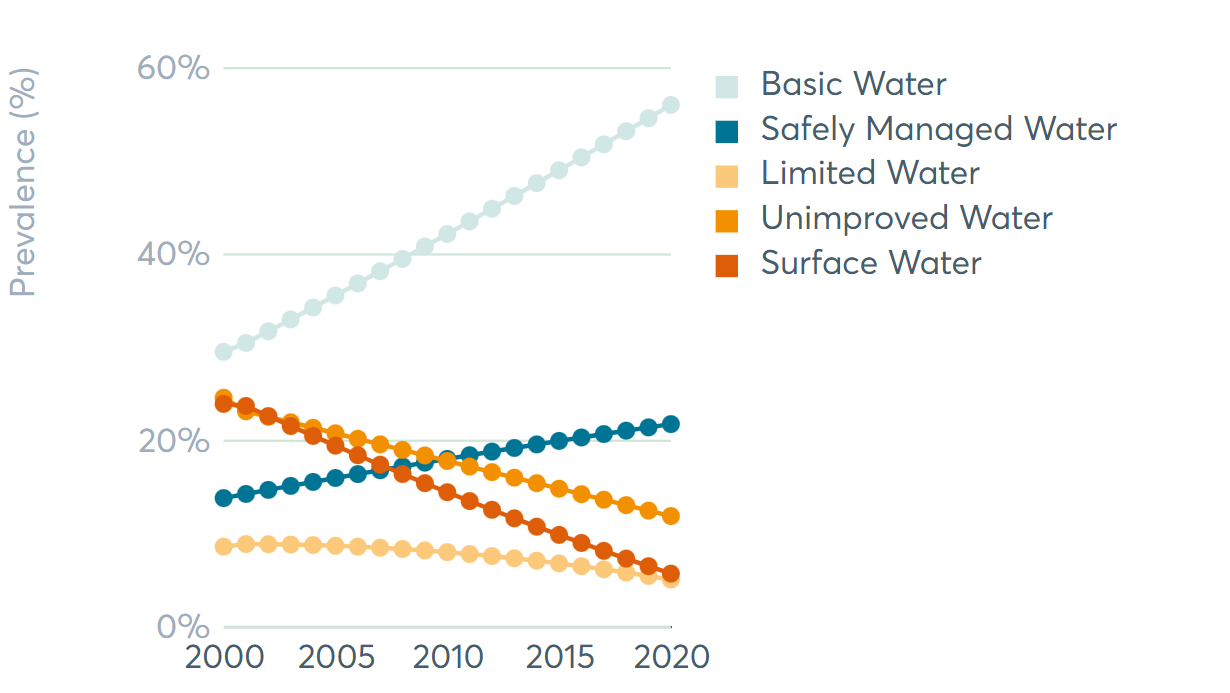 Prevalence (%)
60%
40%
20%
0%
2000 2005 2010 2015 2020
Basic Water
Safely Managed Water
Limited Water
Unimproved Water
Surface Water